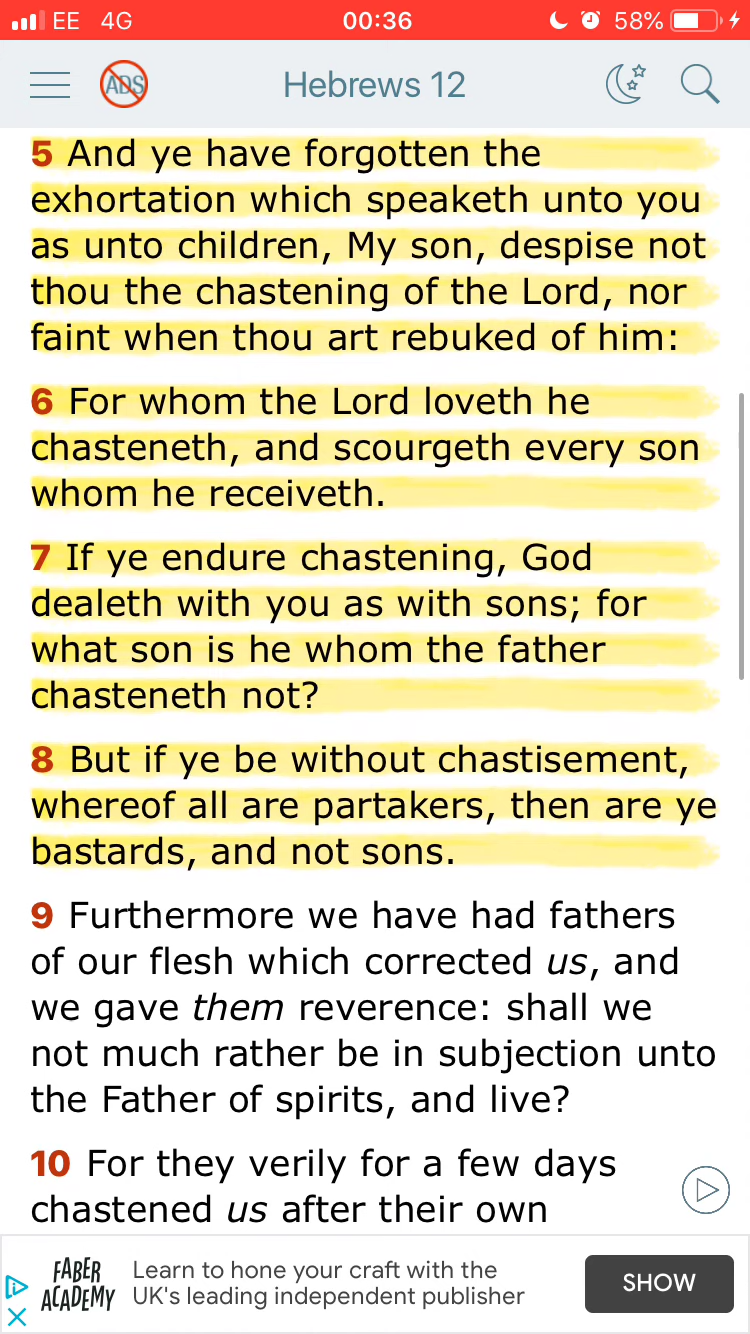 EE 4G 00:36 58%
ADS Hebrews 12
5 And ye have forgotten the
exhortation which speaketh unto you
as unto children, My son, despise not
thou the chastening of the Lord, nor
faint when thou art rebuked of him:
6 For whom the Lord loveth he
chasteneth, and scourgeth every son
whom he receiveth.
7 If ye endure chastening, God
dealeth with you as with sons; for
what son is he whom the father
chasteneth not?
8 But if ye be without chastisement,
whereof all are partakers, then are ye
bastards, and not sons.
9 Furthermore we have had fathers
of our flesh which corrected us, and
we gave them reverence: shall we
not much rather be in subjection unto
the Father of spirits, and live?
10 For they verily for a few days
chastened us after their own
FABER
ACADEMY
Learn to hone your craft with the
UK's leading independent publisher
SHOW